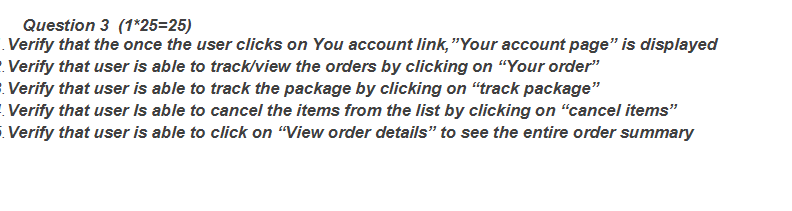 Question 3 (1*25=25)
. Verify that the once the user clicks on You account link,”Your account page” is displayed
. Verify that user is able to track/view the orders by clicking on “Your order”
. Verify that user is able to track the package by clicking on “track package”
. Verify that user Is able to cancel the items from the list by clicking on “cancel items”
. Verify that user is able to click on “View order details” to see the entire order summary